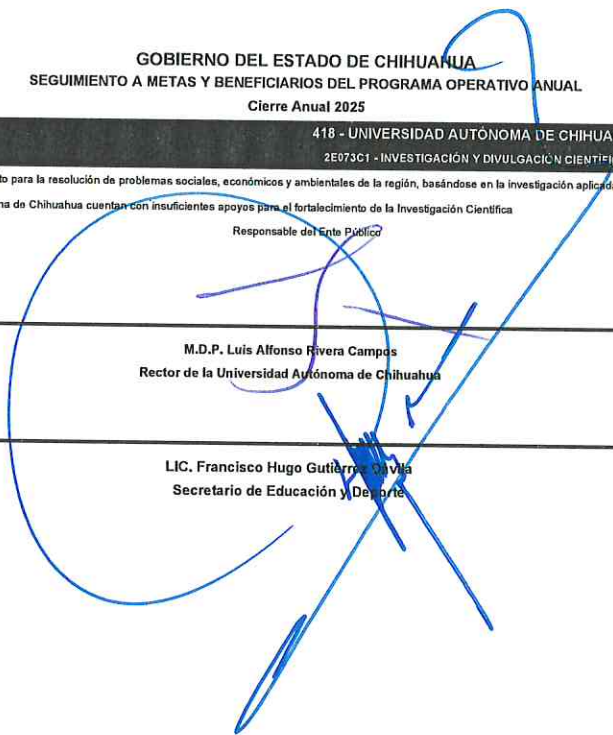 GOBIERNO DEL ESTADO DE CHIHUAHUA
SEGUIMIENTO A METAS Y BENEFICIARIOS DEL PROGRAMA OPERATIVO ANUAL
Cierre Anual 2025
418 - UNIVERSIDAD AUTÓNOMA DE CHIHUA
2E073C1 - INVESTIGACIÓN Y DIVULGACIÓN CIENTÍFIC
to para la resolución de problemas sociales, económicos y ambientales de la región, basándose en la investigación aplicada
na de Chihuahua cuentan con insuficientes apoyos para el fortalecimiento de la Investigación Científica
Responsable del Ente Público
M.D.P. Luis Alfonso Rivera Campos
Rector de la Universidad Autónoma de Chihuahua
LIC. Francisco Hugo Gutiérrez Dávila
Secretario de Educación y Deporte